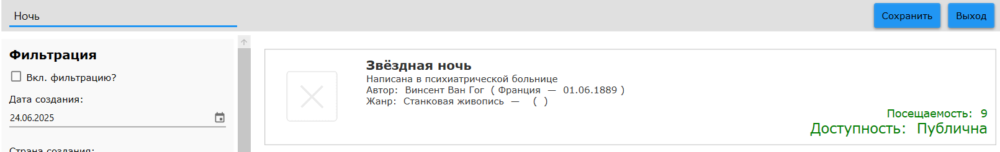 Ночь
Сохранить
Выход
Фильтрация
Вкл. фильтрацию?
Дата создания:
24.06.2025
Страна создания:
Звёздная ночь
Написана в психиатрической больнице
Автор: Винсент Ван Гог ( Франция — 01.06.1889 )
Жанр: Станковая живопись — ( )
Посещаемость: 9
Доступность: Публична